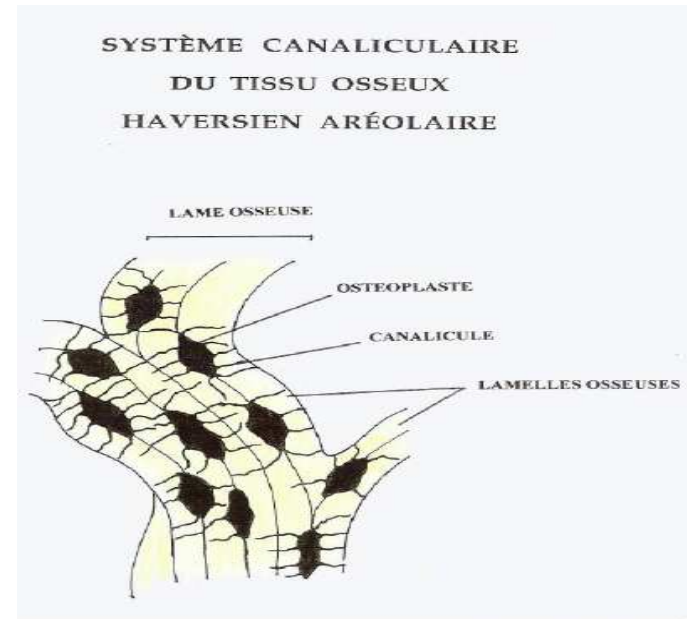 SYSTÈME CANALICULAIRE
DU TISSU OSSEUX
HAVERSIEN ARÉOLAIRE
LAME OSSEUSE
OSTEOPLASTE
CANALICULE
LAMELLES OSSEUSES